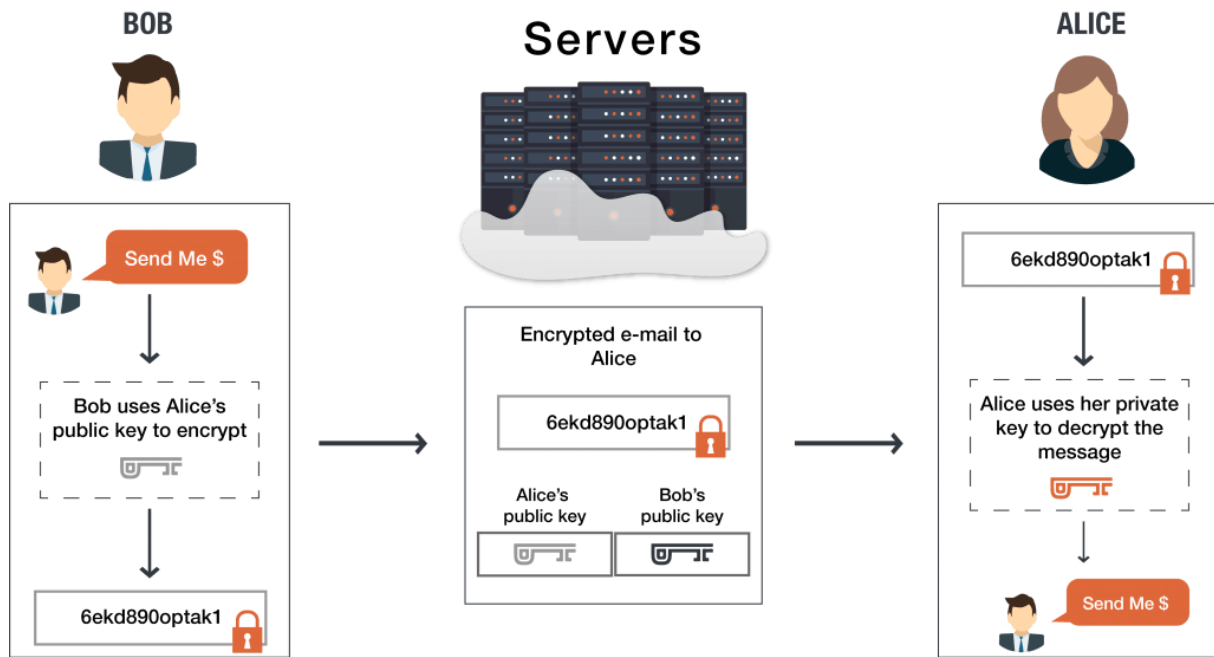 BOB
Send Me $
Bob uses Alice's
public key to encrypt
6ekd890optak1
Servers
Encrypted e-mail to
Alice
6ekd890optak1
Alice's
public key
Bob's
public key
ALICE
6ekd890optak1
Alice uses her private
key to decrypt the
message
Send Me $